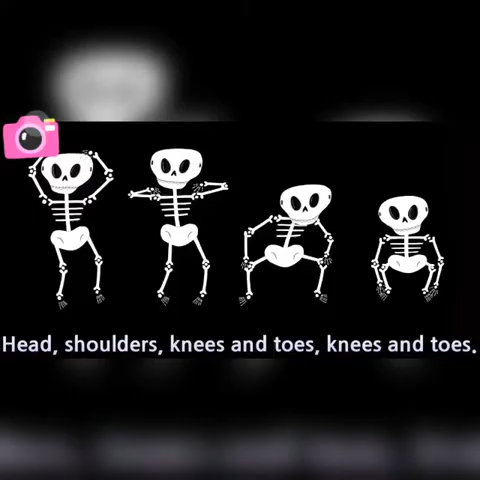 Head, shoulders, knees and toes, knees and toes.